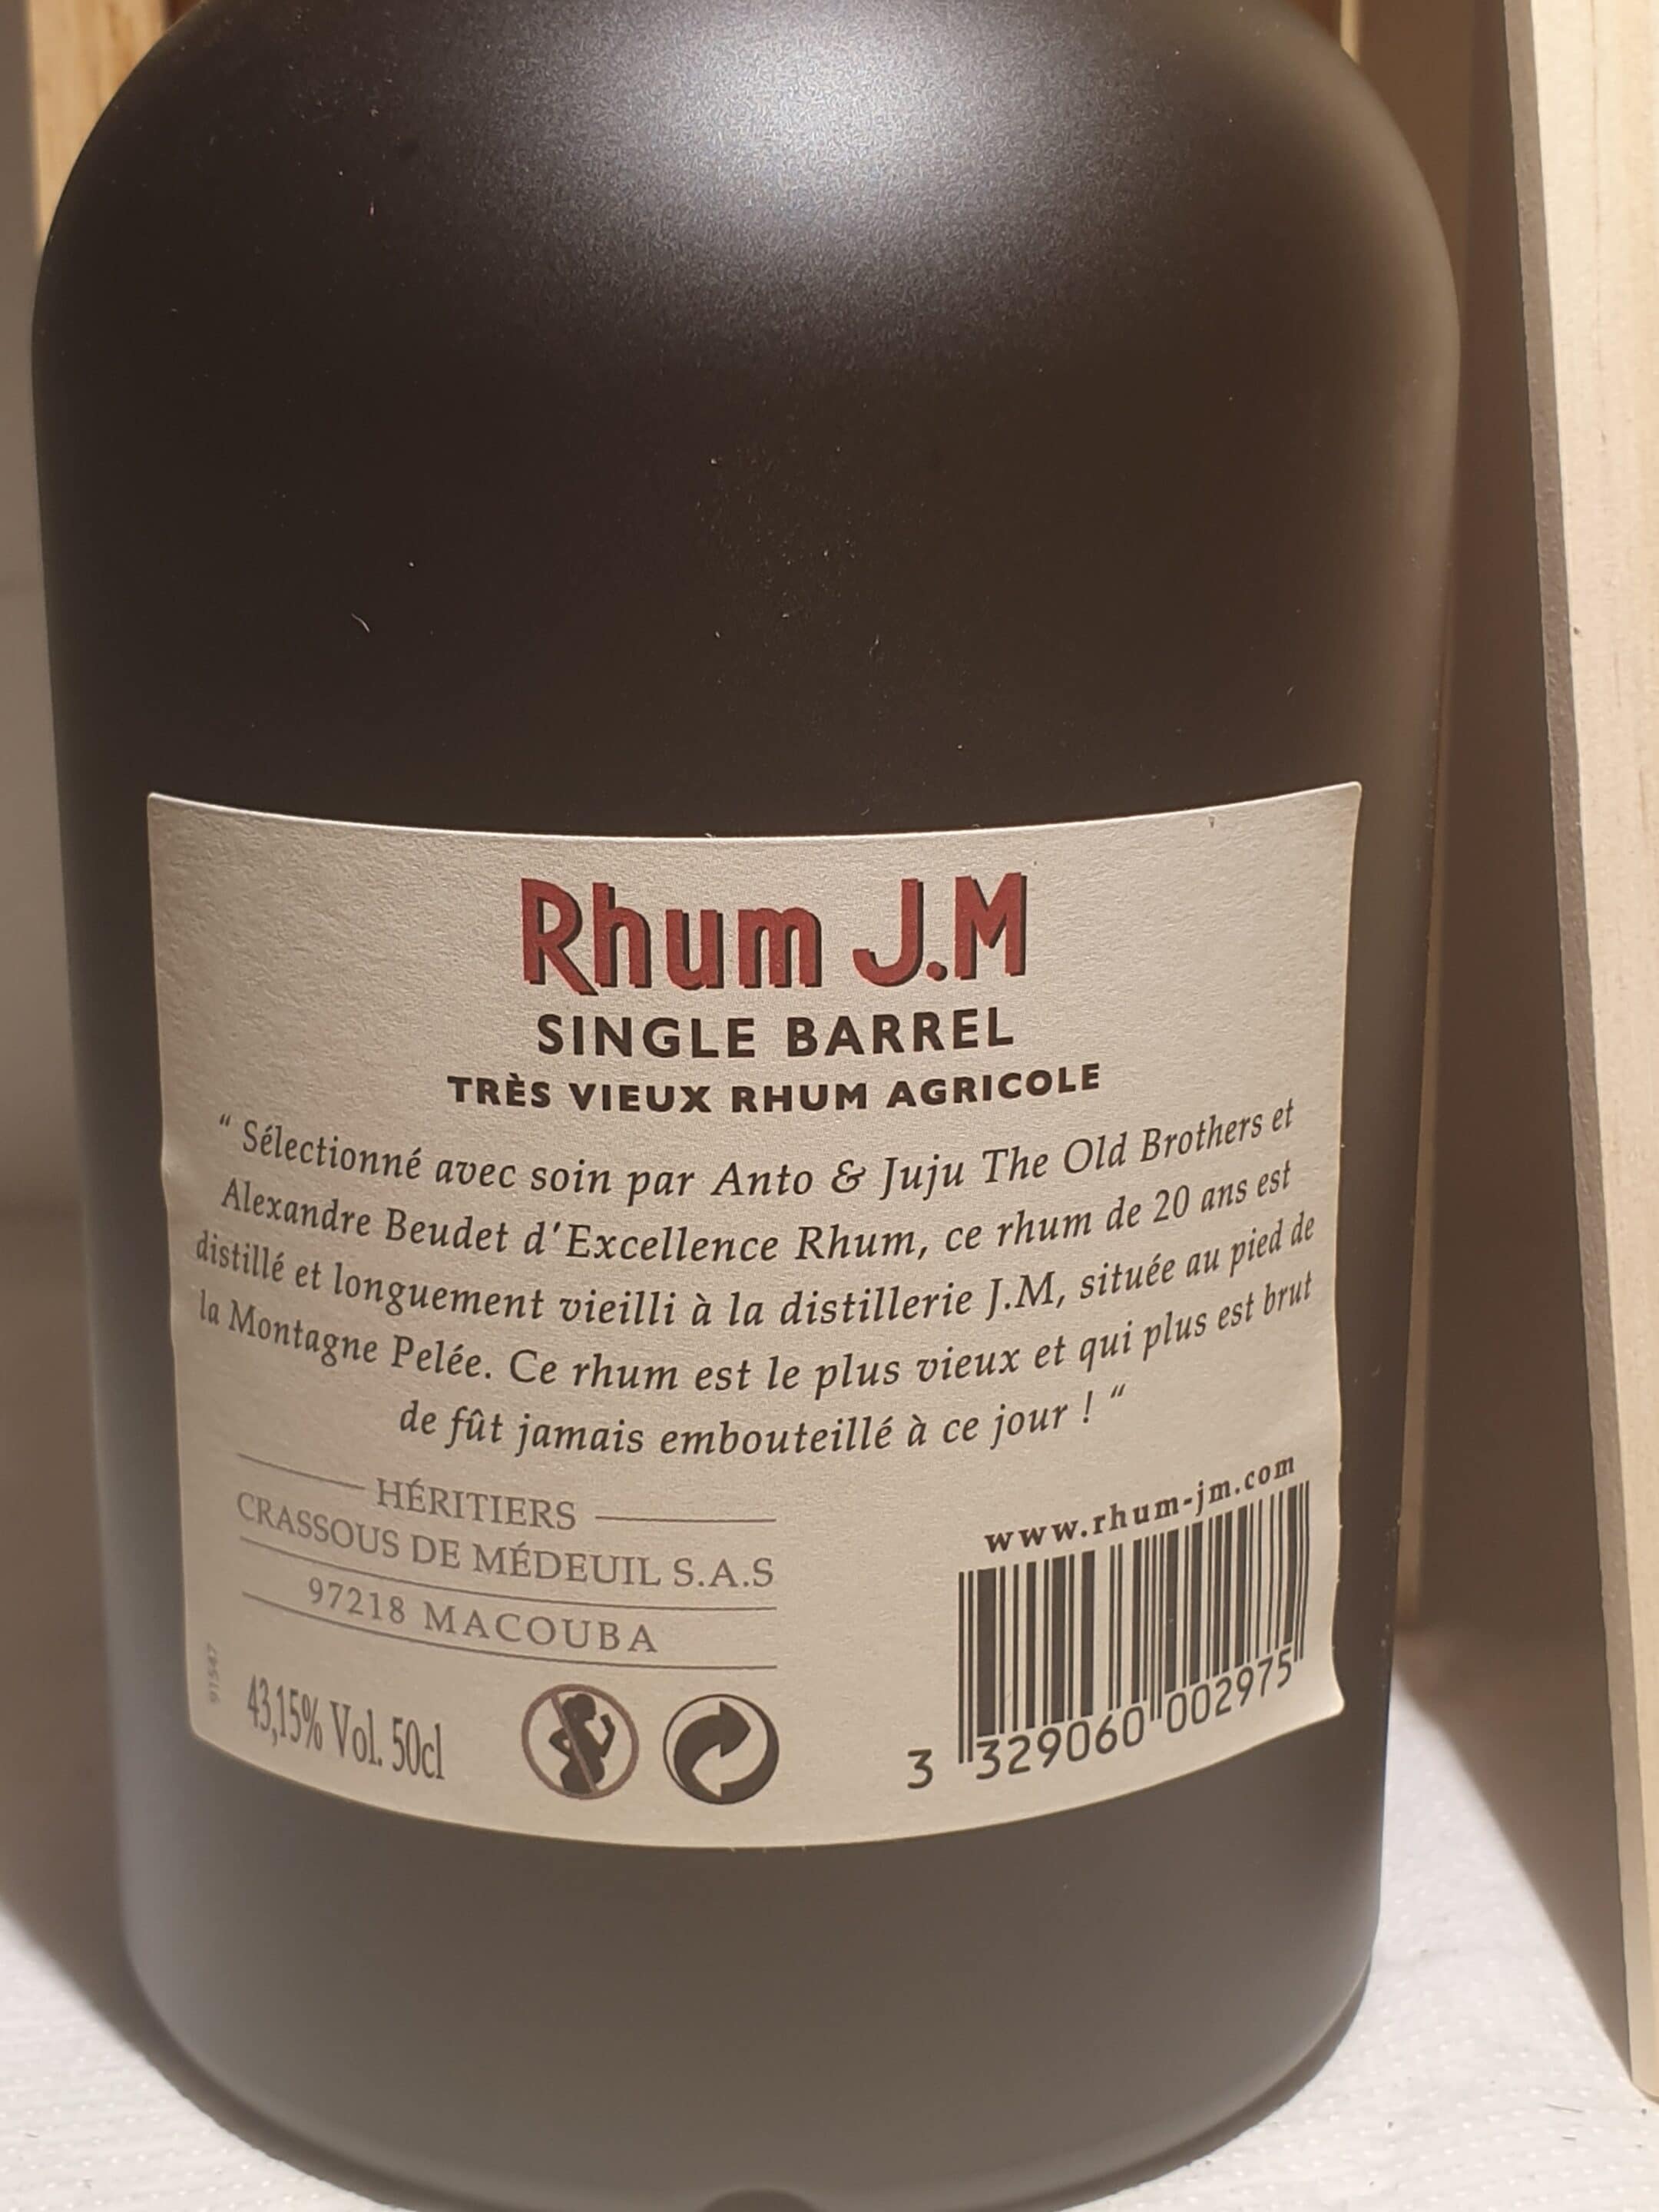 Rhum J.M
SINGLE BARREL
TRÈS VIEUX RHUM AGRICOLE
“ Sélectionné avec soin par Anto & Juju The Old Brothers et
Alexandre Beudet d'Excellence Rhum, ce rhum de 20 ans est
distillé et longuement vieilli à la distillerie J.M, située au pied de
la Montagne Pelée. Ce rhum est le plus vieux et qui plus est brut
de fût jamais embouteillé à ce jour ! “
HÉRITIERS
CRASSOUS DE MÉDEUIL S.A.S
97218 MACOUBA
91547
43,15% Vol. 50cl
www.rhum-jm.com
3 329060 002975